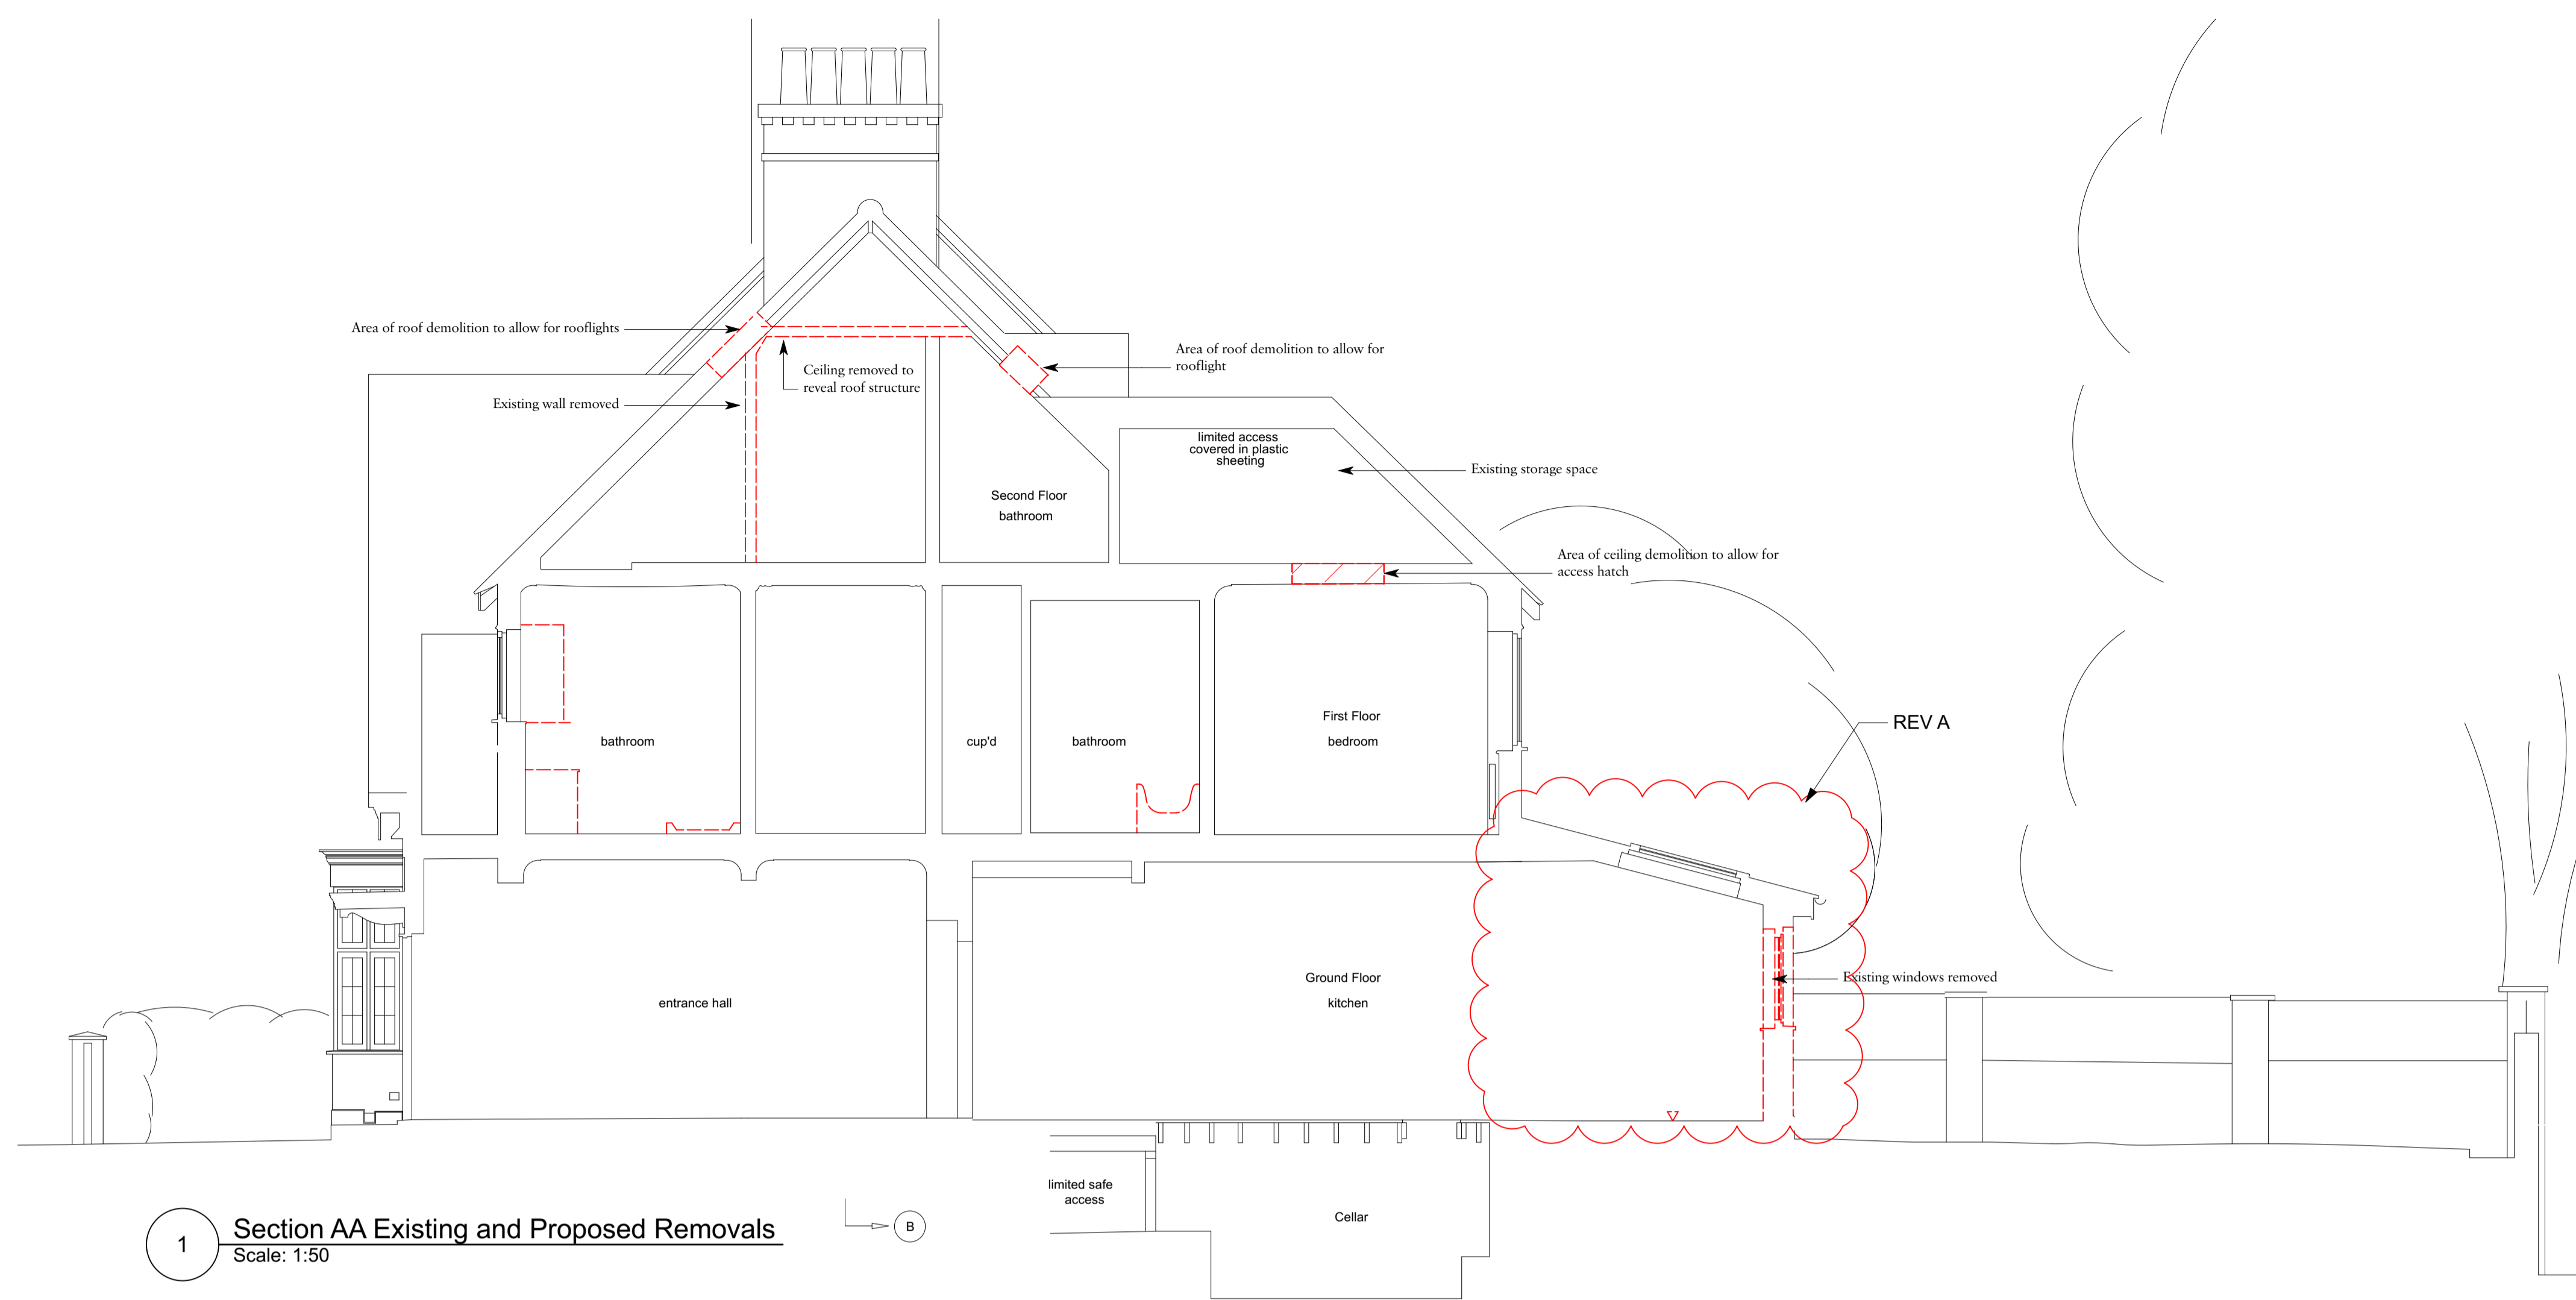 Area of roof demolition to allow for rooflights
Area of roof demolition to allow for
rooflight
Ceiling removed to
reveal roof structure
Existing wall removed
limited access
covered in plastic
sheeting
Existing storage space
Second Floor
bathroom
Area of ceiling demolition to allow for
access hatch
First Floor
bathroom
cup'd
bathroom
bedroom
REV A
Ground Floor
entrance hall
kitchen
Existing windows removed
limited safe
access
Cellar
1
Section AA Existing and Proposed Removals
Scale: 1:50
B